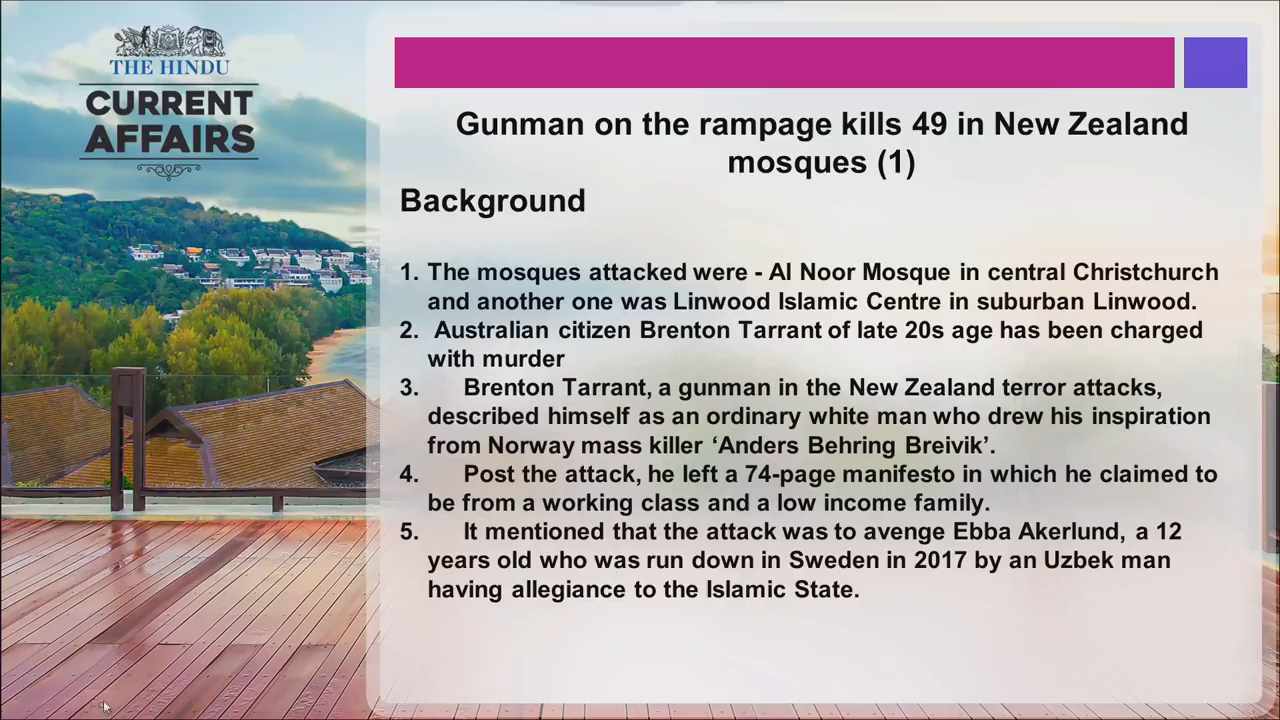 THE HINDU
CURRENT
AFFAIRS
Gunman on the rampage kills 49 in New Zealand
mosques (1)
Background
1. The mosques attacked were - Al Noor Mosque in central Christchurch
and another one was Linwood Islamic Centre in suburban Linwood.
2. Australian citizen Brenton Tarrant of late 20s age has been charged
with murder
3. Brenton Tarrant, a gunman in the New Zealand terror attacks,
described himself as an ordinary white man who drew his inspiration
from Norway mass killer ‘Anders Behring Breivik’.
4. Post the attack, he left a 74-page manifesto in which he claimed to
be from a working class and a low income family.
5. It mentioned that the attack was to avenge Ebba Akerlund, a 12
years old who was run down in Sweden in 2017 by an Uzbek man
having allegiance to the Islamic State.